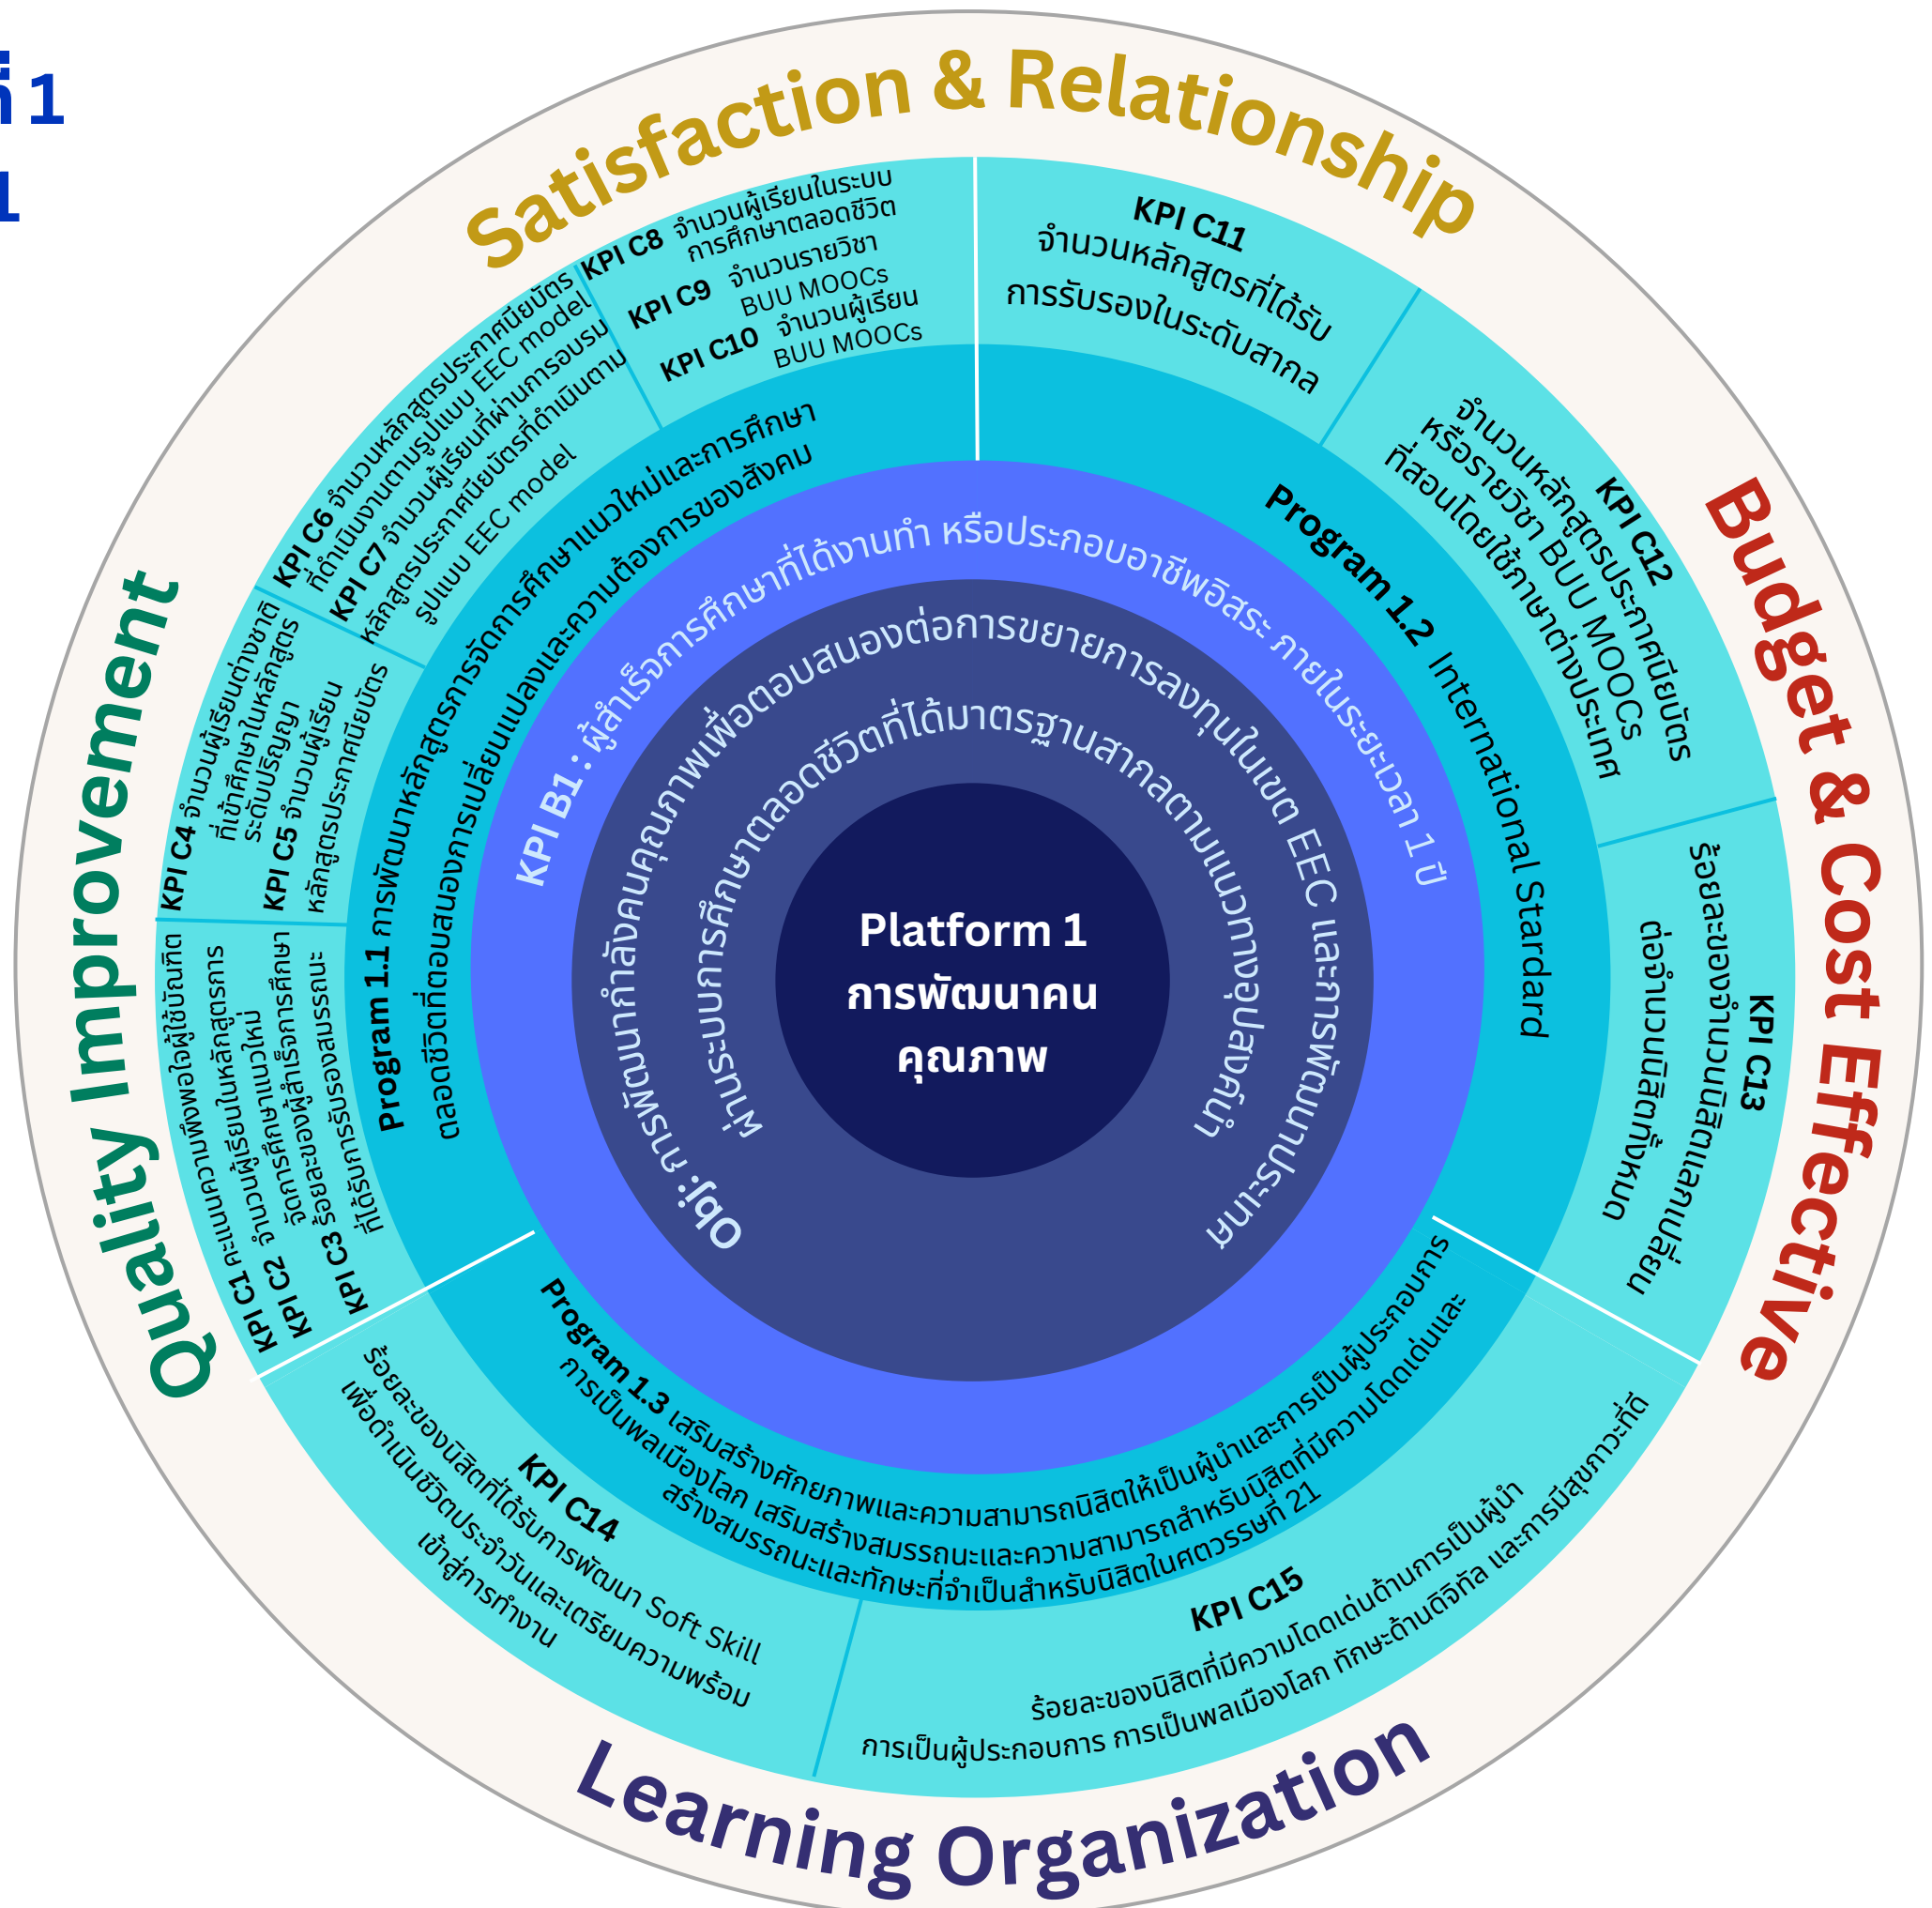 ที่ 1
1
Satisfaction & Relationship
Budget & Cost Effective
Learning Organization
Quality Improvement
Platform 1
การพัฒนาคน
คุณภาพ
Obj: การพัฒนากำลังคนคุณภาพเพื่อตอบสนองต่อการขยายการลงทุนในเขต EEC และการพัฒนาประเทศ
ผ่านระบบการศึกษาตลอดชีวิตที่ได้มาตรฐานสากลตามแนวทางอุปสงค์นำ
KPI B1 : ผู้สำเร็จการศึกษาที่ได้งานทำ หรือประกอบอาชีพอิสระ ภายในระยะเวลา 1 ปี
Program 1.1 การพัฒนาหลักสูตรการจัดการศึกษาแนวใหม่และการศึกษา
ตลอดชีวิตที่ตอบสนองการเปลี่ยนแปลงและความต้องการของสังคม
KPI C1 คะแนนความพึงพอใจผู้ใช้บัณฑิต
KPI C2 จำนวนผู้เรียนในหลักสูตรการ
จัดการศึกษาแนวใหม่
KPI C3 ร้อยละของผู้สำเร็จการศึกษา
ที่ได้รับการรับรองสมรรถนะ
KPI C4 จำนวนผู้เรียนต่างชาติ
ที่เข้าศึกษาในหลักสูตร
ระดับปริญญา
KPI C5 จำนวนผู้เรียน
หลักสูตรประกาศนียบัตร
KPI C6 จำนวนหลักสูตรประกาศนียบัตร
ที่ดำเนินงานตามรูปแบบ EEC model
KPI C7 จำนวนผู้เรียนที่ผ่านการอบรม
หลักสูตรประกาศนียบัตรที่ดำเนินตาม
รูปแบบ EEC model
KPI C8 จำนวนผู้เรียนในระบบ
การศึกษาตลอดชีวิต
KPI C9 จำนวนรายวิชา
BUU MOOCs
KPI C10 จำนวนผู้เรียน
BUU MOOCs
Program 1.2 International Standard
KPI C11
จำนวนหลักสูตรที่ได้รับ
การรับรองในระดับสากล
KPI C12
จำนวนหลักสูตรประกาศนียบัตร
หรือรายวิชา BUU MOOCs
ที่สอนโดยใช้ภาษาต่างประเทศ
KPI C13
ร้อยละของจำนวนนิสิตแลกเปลี่ยน
ต่อจำนวนนิสิตทั้งหมด
Program 1.3 เสริมสร้างศักยภาพและความสามารถนิสิตให้เป็นผู้นำและการเป็นผู้ประกอบการ
การเป็นพลเมืองโลก เสริมสร้างสมรรถนะและความสามารถสำหรับนิสิตที่มีความโดดเด่นและ
สร้างสมรรถนะและทักษะที่จำเป็นสำหรับนิสิตในศตวรรษที่ 21
KPI C14
ร้อยละของนิสิตที่ได้รับการพัฒนา Soft Skill
เพื่อดำเนินชีวิตประจำวันและเตรียมความพร้อม
เข้าสู่การทำงาน
KPI C15
ร้อยละของนิสิตที่มีความโดดเด่นด้านการเป็นผู้นำ
การเป็นผู้ประกอบการ การเป็นพลเมืองโลก ทักษะด้านดิจิทัล และการมีสุขภาวะที่ดี